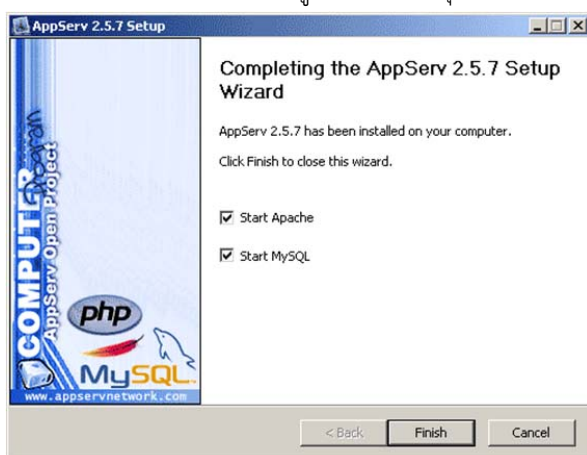 AppServ 2.5.7 Setup
Completing the AppServ 2.5.7 Setup
Wizard
AppServ 2.5.7 has been installed on your computer.
Click Finish to close this wizard.
Start Apache
Start MySQL
COMPUTER
program
AppServ Open Project
php
MySQL
www.appservnetwork.com
< Back
Finish
Cancel